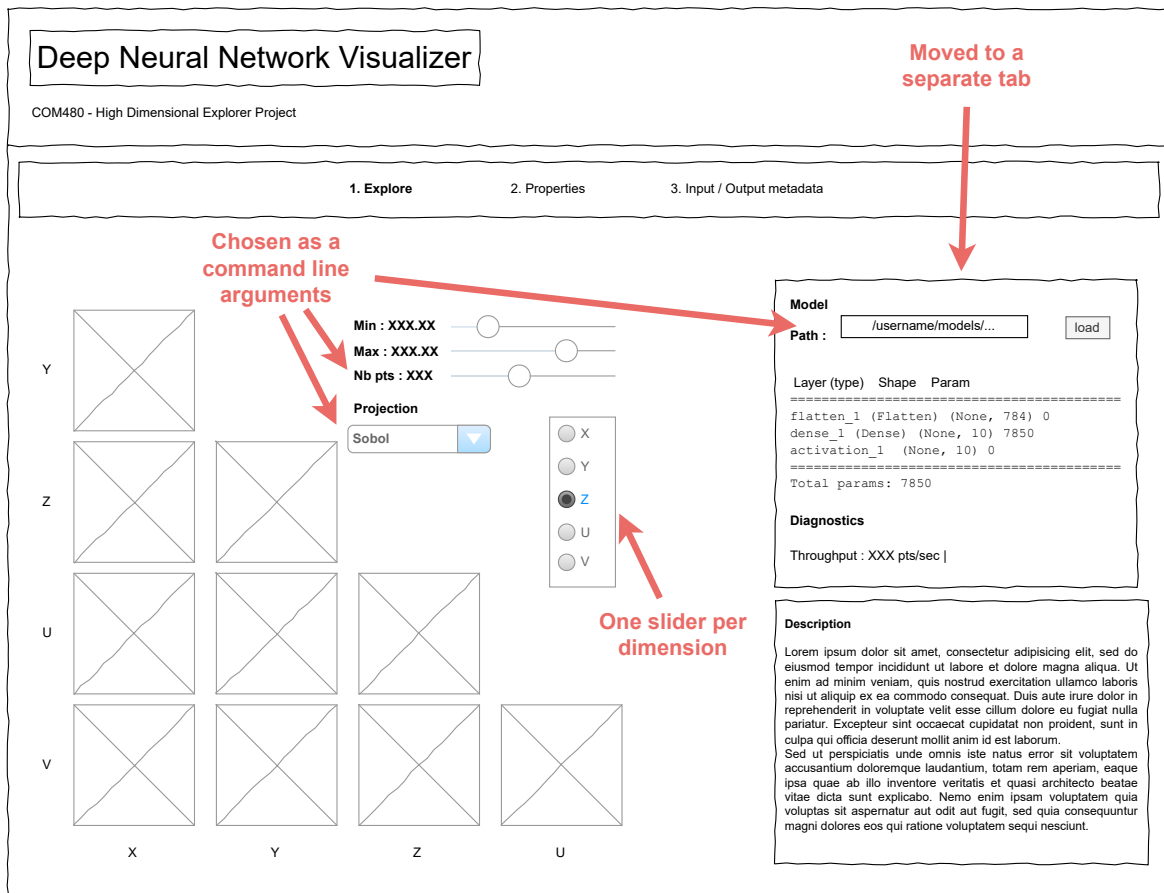 Deep Neural Network Visualizer
COM480 - High Dimensional Explorer Project
Moved to a
separate tab
1. Explore
2. Properties
3. Input / Output metadata
Chosen as a
command line
arguments
Min : XXX.XX
Max : XXX.XX
Nb pts : XXX
Projection
Sobol
X
Y
Z
U
V
One slider per
dimension
Y
Z
U
V
X
Y
Z
U
Model
Path :
/username/models/...
load
Layer (type) Shape Param
==========================================
flatten_1 (Flatten) (None, 784) 0
dense_1 (Dense) (None, 10) 7850
activation_1 (None, 10) 0
==========================================
Total params: 7850
Diagnostics
Throughput : XXX pts/sec |
Description
Lorem ipsum dolor sit amet, consectetur adipisicing elit, sed do
eiusmod tempor incididunt ut labore et dolore magna aliqua. Ut
enim ad minim veniam, quis nostrud exercitation ullamco laboris
nisi ut aliquip ex ea commodo consequat. Duis aute irure dolor in
reprehenderit in voluptate velit esse cillum dolore eu fugiat nulla
pariatur. Excepteur sint occaecat cupidatat non proident, sunt in
culpa qui officia deserunt mollit anim id est laborum.
Sed ut perspiciatis unde omnis iste natus error sit voluptatem
accusantium doloremque laudantium, totam rem aperiam, eaque
ipsa quae ab illo inventore veritatis et quasi architecto beatae
vitae dicta sunt explicabo. Nemo enim ipsam voluptatem quia
voluptas sit aspernatur aut odit aut fugit, sed quia consequuntur
magni dolores eos qui ratione voluptatem sequi nesciunt.